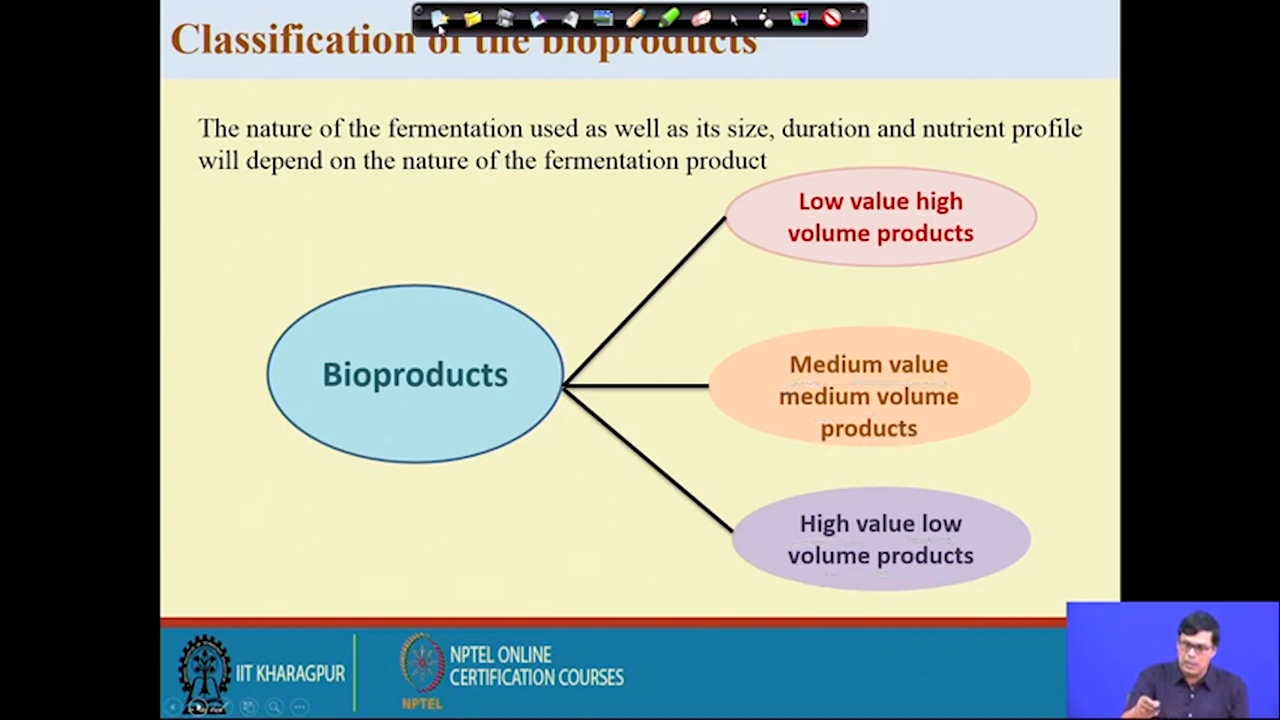 Classification of the bioproducts
The nature of the fermentation used as well as its size, duration and nutrient profile
will depend on the nature of the fermentation product
Low value high
volume products
Bioproducts
Medium value
medium volume
products
High value low
volume products
IIT KHARAGPUR
NPTEL ONLINE
CERTIFICATION COURSES
NPTEL